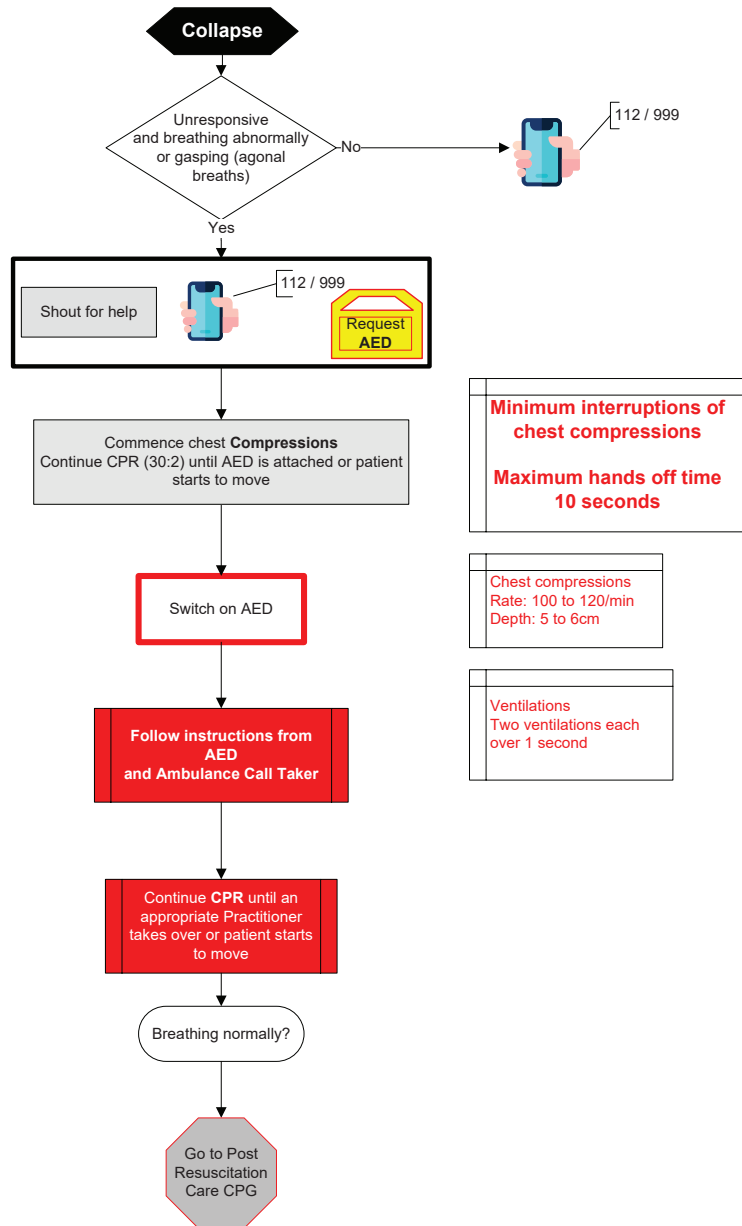 Collapse
Unresponsive
and breathing abnormally
or gasping (agonal
breaths)
No
112 / 999
Yes
Shout for help
112 / 999
Request
AED
Commence chest Compressions
Continue CPR (30:2) until AED is attached or patient
starts to move
Minimum interruptions of
chest compressions
Maximum hands off time
10 seconds
Switch on AED
Chest compressions
Rate: 100 to 120/min
Depth: 5 to 6cm
Follow instructions from
AED
and Ambulance Call Taker
Ventilations
Two ventilations each
over 1 second
Continue CPR until an
appropriate Practitioner
takes over or patient starts
to move
Breathing normally?
Go to Post
Resuscitation
Care CPG